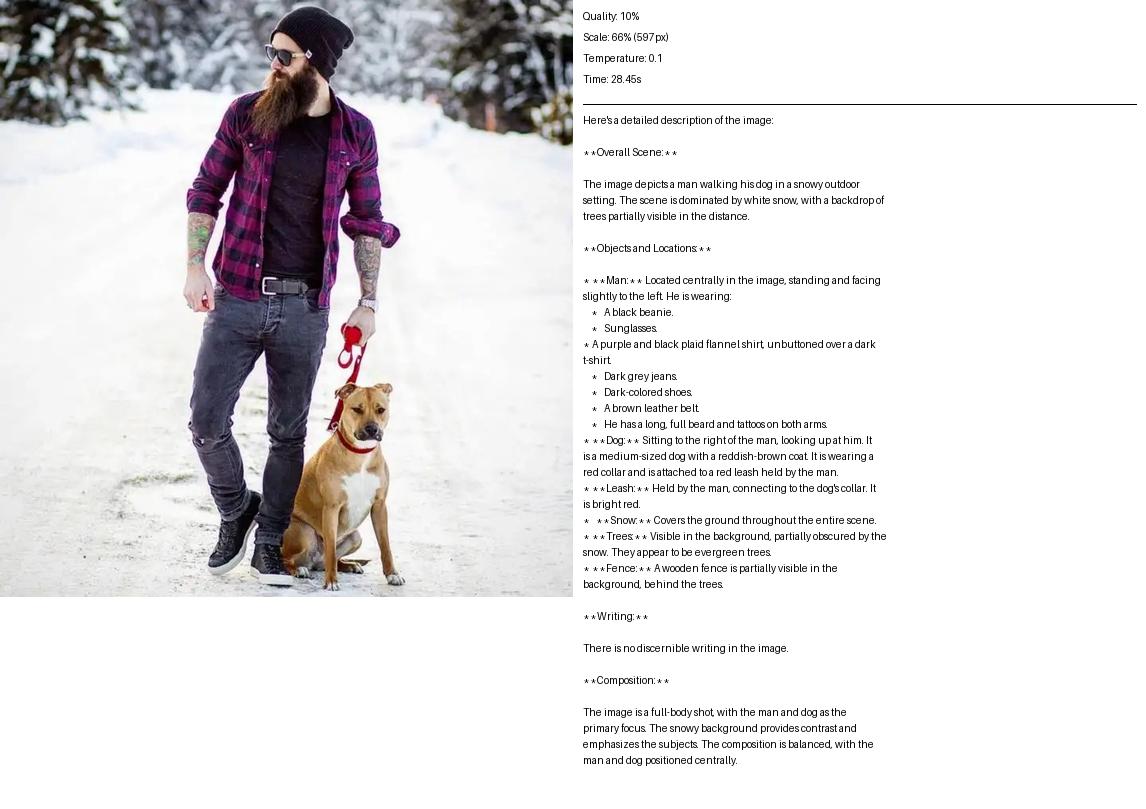 Quality: 10%
Scale: 66% (597px)
Temperature: 0.1
Time: 28.45s
Here's a detailed description of the image:
**Overall Scene:**
The image depicts a man walking his dog in a snowy outdoor
setting. The scene is dominated by white snow, with a backdrop of
trees partially visible in the distance.
**Objects and Locations:**
* **Man:** Located centrally in the image, standing and facing
slightly to the left. He is wearing:
* A black beanie.
* Sunglasses.
* A purple and black plaid flannel shirt, unbuttoned over a dark
t-shirt.
* Dark grey jeans.
* Dark-colored shoes.
* A brown leather belt.
* He has a long, full beard and tattoos on both arms.
* **Dog:** Sitting to the right of the man, looking up at him. It
is a medium-sized dog with a reddish-brown coat. It is wearing a
red collar and is attached to a red leash held by the man.
* **Leash:** Held by the man, connecting to the dog's collar. It
is bright red.
* **Snow:** Covers the ground throughout the entire scene.
* **Trees:** Visible in the background, partially obscured by the
snow. They appear to be evergreen trees.
* **Fence:** A wooden fence is partially visible in the
background, behind the trees.
**Writing:**
There is no discernible writing in the image.
**Composition:**
The image is a full-body shot, with the man and dog as the
primary focus. The snowy background provides contrast and
emphasizes the subjects. The composition is balanced, with the
man and dog positioned centrally.